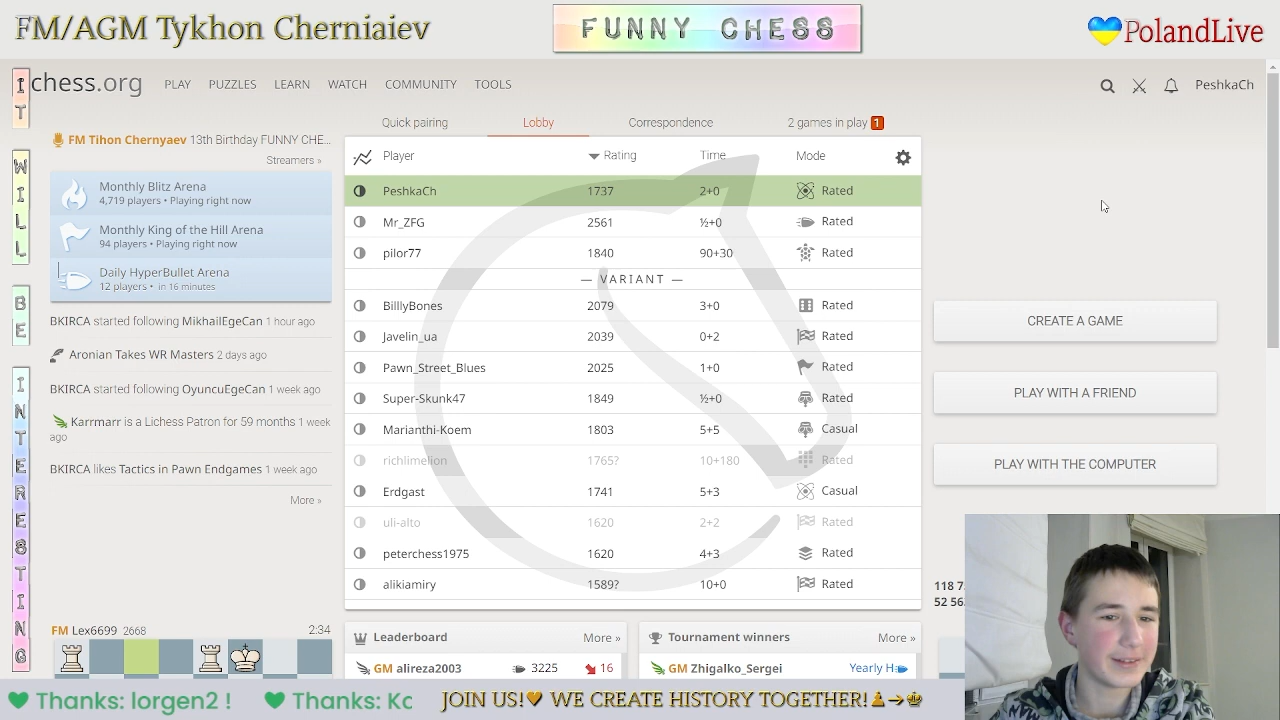 FM/AGM Tykhon Cherniaiev
FUNNY CHESS
PolandLive
IT WILL BE INTERESTING
chess.org
PLAY PUZZLES LEARN WATCH COMMUNITY TOOLS
PeshkaCh
FM Tihon Chernyaev 13th Birthday FUNNY CHE...
Streamers »
Monthly Blitz Arena
4,719 players • Playing right now
Monthly King of the Hill Arena
94 players • Playing right now
Daily HyperBullet Arena
12 players • in 16 minutes
BKIRCA started following MikhailEgeCan 1 hour ago
Aronian Takes WR Masters 2 days ago
BKIRCA started following OyuncuEgeCan 1 week ago
Karrmarr is a Lichess Patron for 59 months 1 week
ago
BKIRCA likes Tactics in Pawn Endgames 1 week ago
More »
FM Lex6699 2668 2:34
Quick pairing Lobby Correspondence 2 games in play 1
Player Rating Time Mode
PeshkaCh 1737 2+0 Rated
Mr_ZFG 2561 ½+0 Rated
pilor77 1840 90+30 Rated
— VARIANT —
BilllyBones 2079 3+0 Rated
Javelin_ua 2039 0+2 Rated
Pawn_Street_Blues 2025 1+0 Rated
Super-Skunk47 1849 ½+0 Rated
Marianthi-Koem 1803 5+5 Casual
richlimelion 1765? 10+180 Rated
Erdgast 1741 5+3 Casual
uli-alto 1620 2+2 Rated
peterchess1975 1620 4+3 Rated
alikiamiry 1589? 10+0 Rated
CREATE A GAME
PLAY WITH A FRIEND
PLAY WITH THE COMPUTER
118 7
52 56
Leaderboard More »
GM alireza2003 3225 16
Tournament winners More »
GM Zhigalko_Sergei Yearly H
Thanks: lorgen2 ! Thanks: Kc
JOIN US! WE CREATE HISTORY TOGETHER!